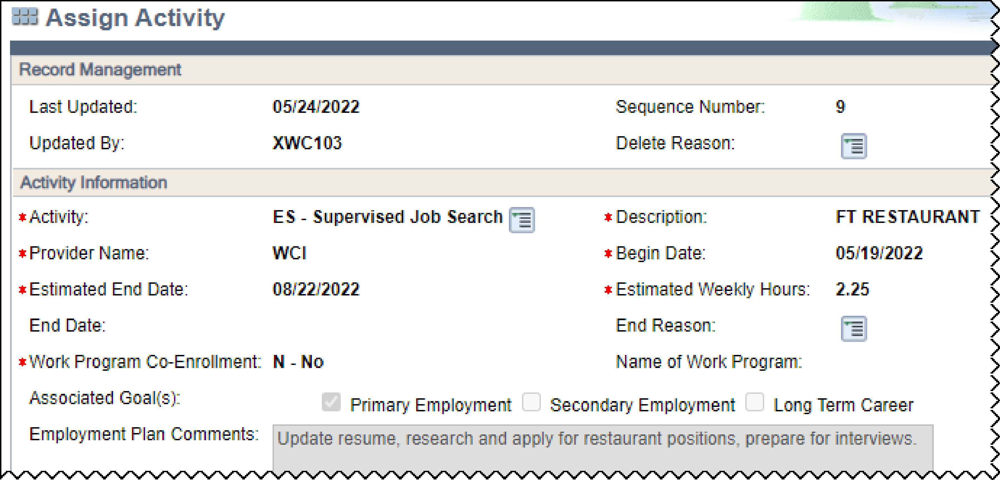 Assign Activity
Record Management
Last Updated: 05/24/2022 Sequence Number: 9
Updated By: XWC103 Delete Reason:
Activity Information
* Activity: ES - Supervised Job Search * Description: FT RESTAURANT
* Provider Name: WCI * Begin Date: 05/19/2022
* Estimated End Date: 08/22/2022 * Estimated Weekly Hours: 2.25
End Date: End Reason:
* Work Program Co-Enrollment: N - No Name of Work Program:
Associated Goal(s): Primary Employment Secondary Employment Long Term Career
Employment Plan Comments: Update resume, research and apply for restaurant positions, prepare for interviews.